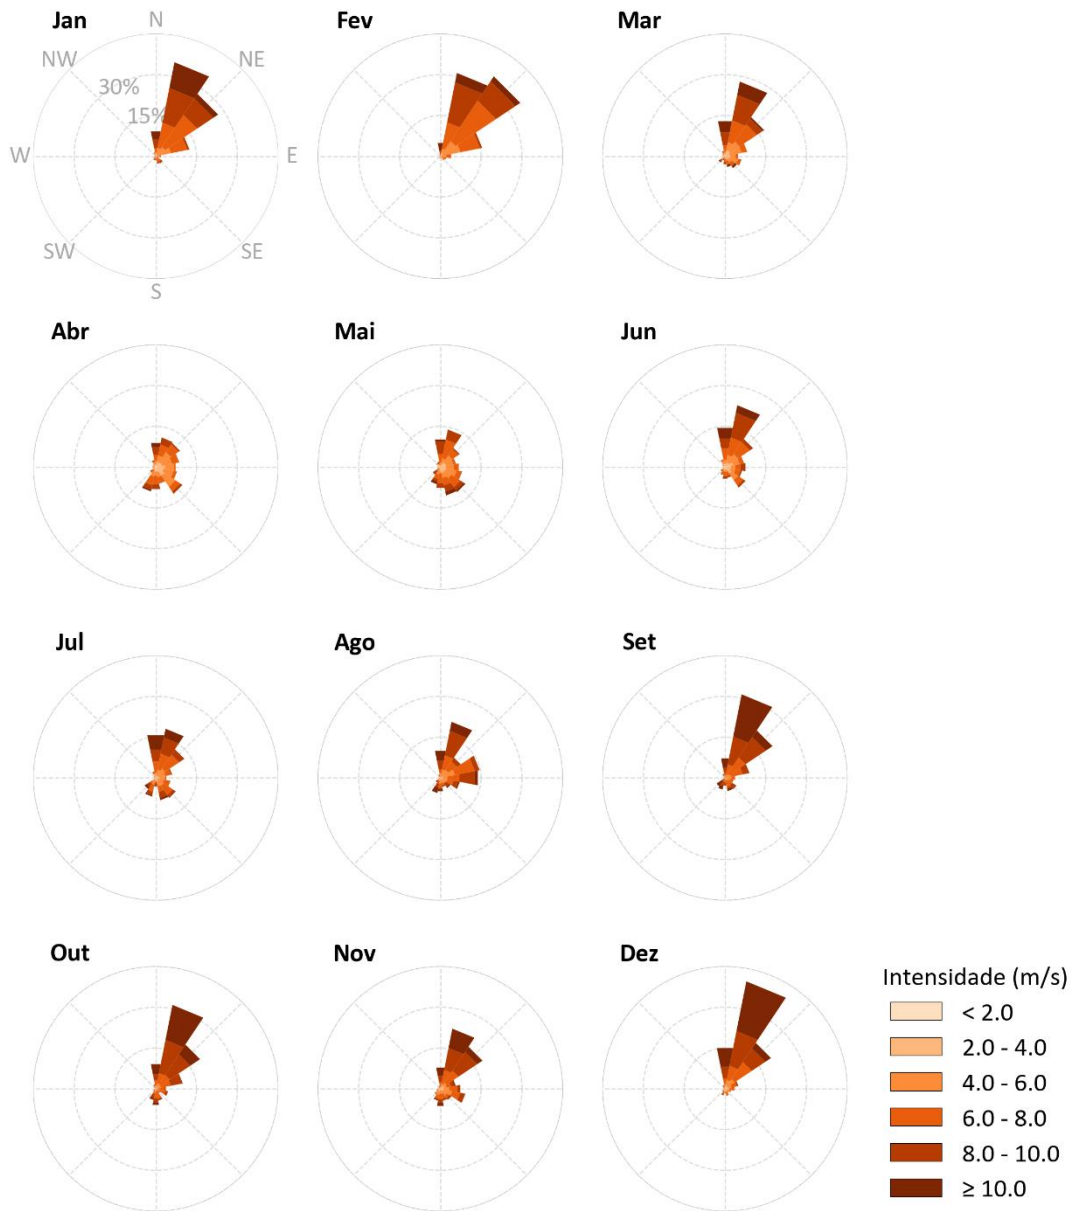 Jan
N
NW
NE
30%
15%
W
E
SW
SE
S
Fev
Mar
Abr
Mai
Jun
Jul
Ago
Set
Out
Nov
Dez
Intensidade (m/s)
< 2.0
2.0 - 4.0
4.0 - 6.0
6.0 - 8.0
8.0 - 10.0
≥ 10.0